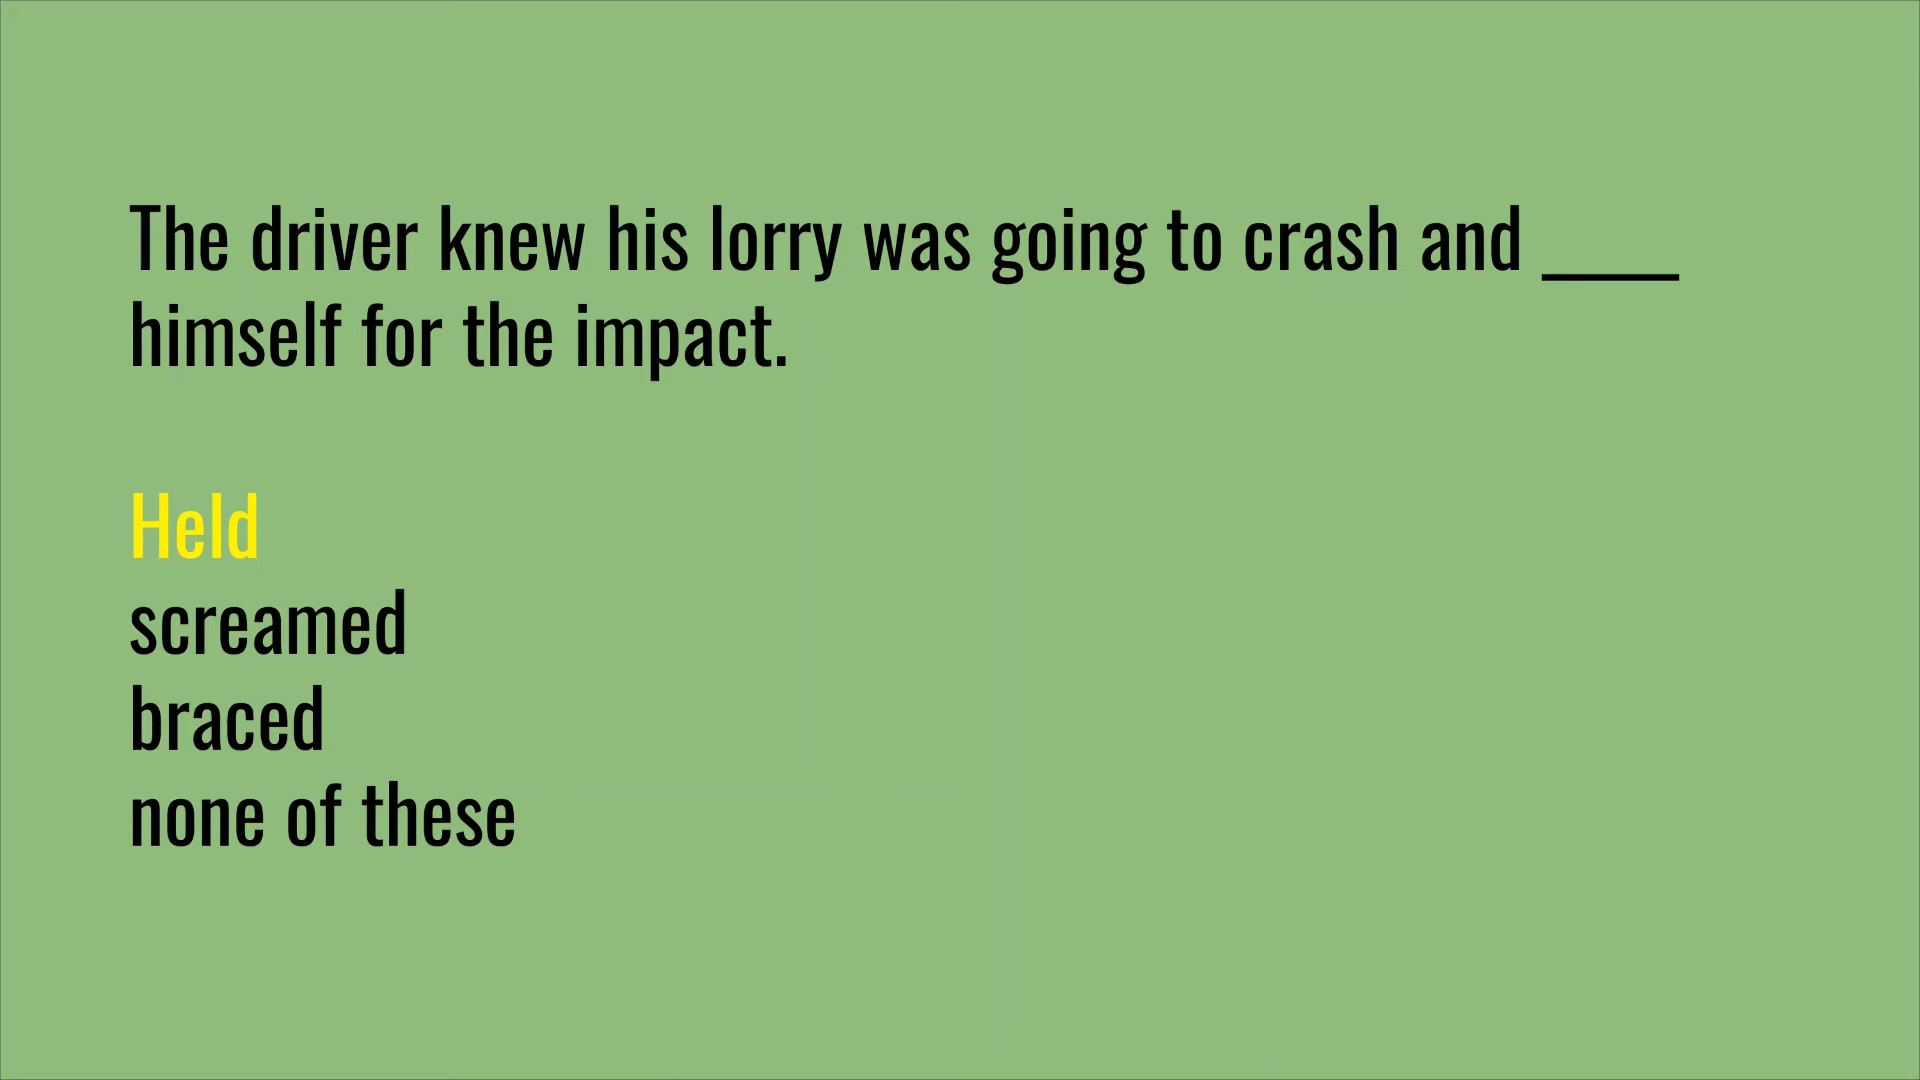 The driver knew his lorry was going to crash and ____
himself for the impact.
Held
screamed
braced
none of these